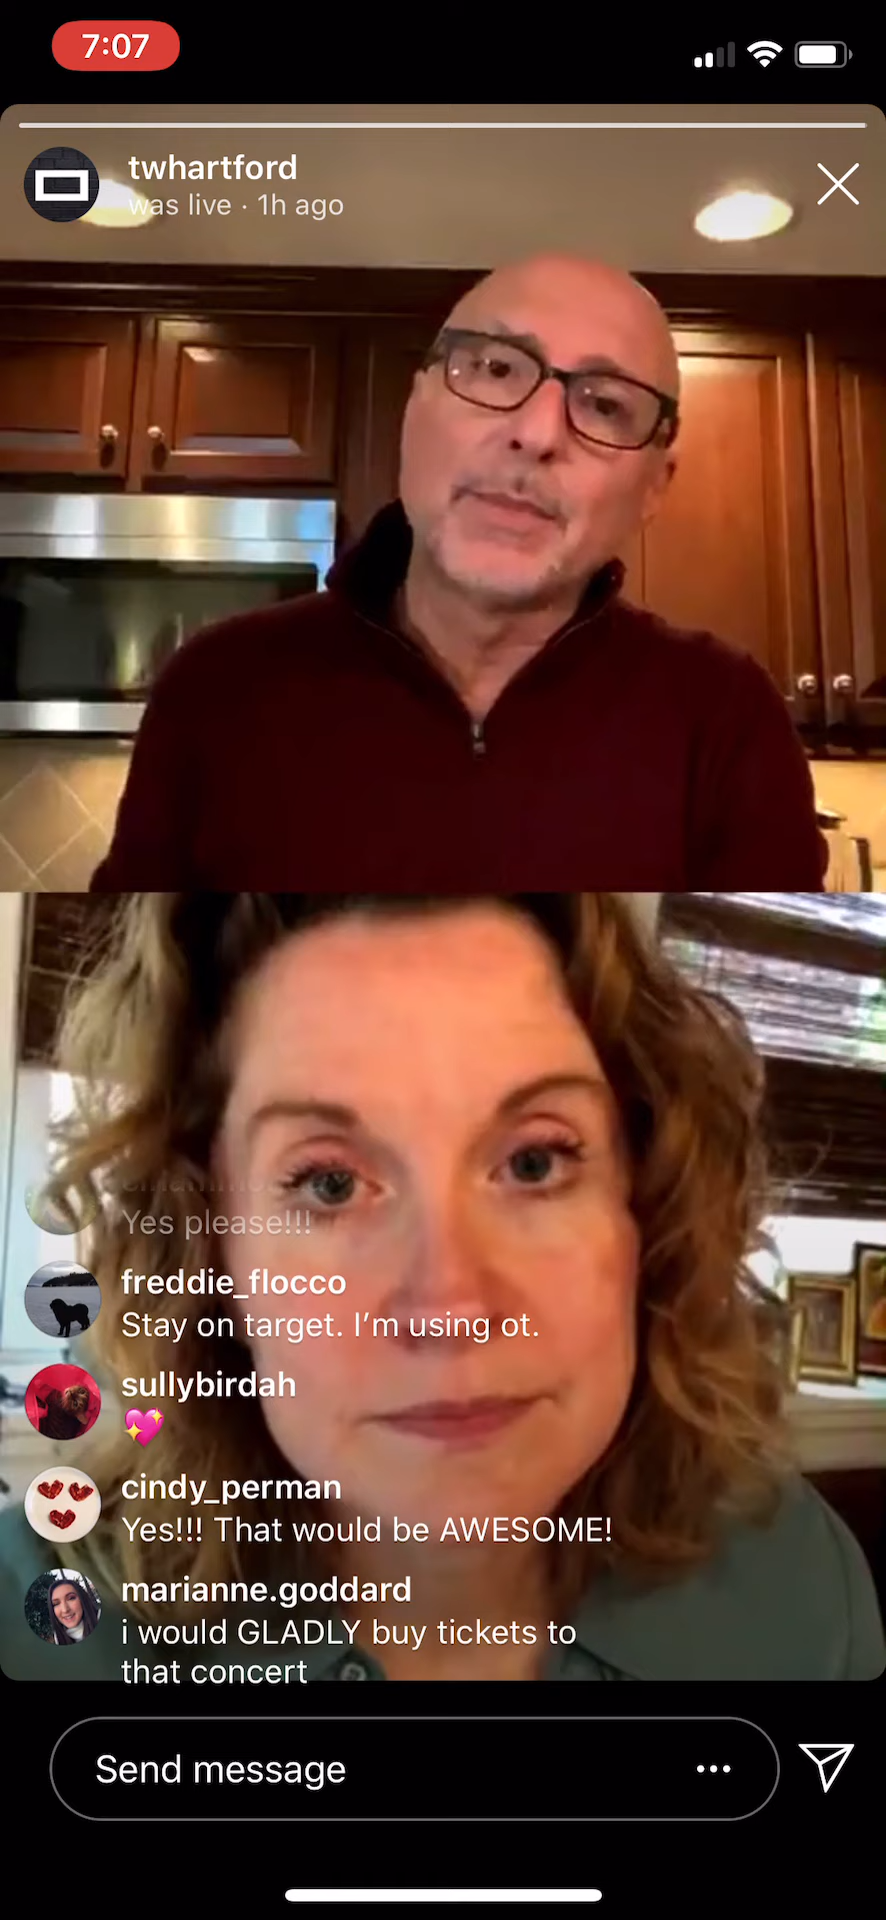 7:07
twhartford
was live · 1h ago
Yes please!!!
freddie_flocco
Stay on target. I’m using ot.
sullybirdah
💖
cindy_perman
Yes!!! That would be AWESOME!
marianne.goddard
i would GLADLY buy tickets to
that concert
Send message